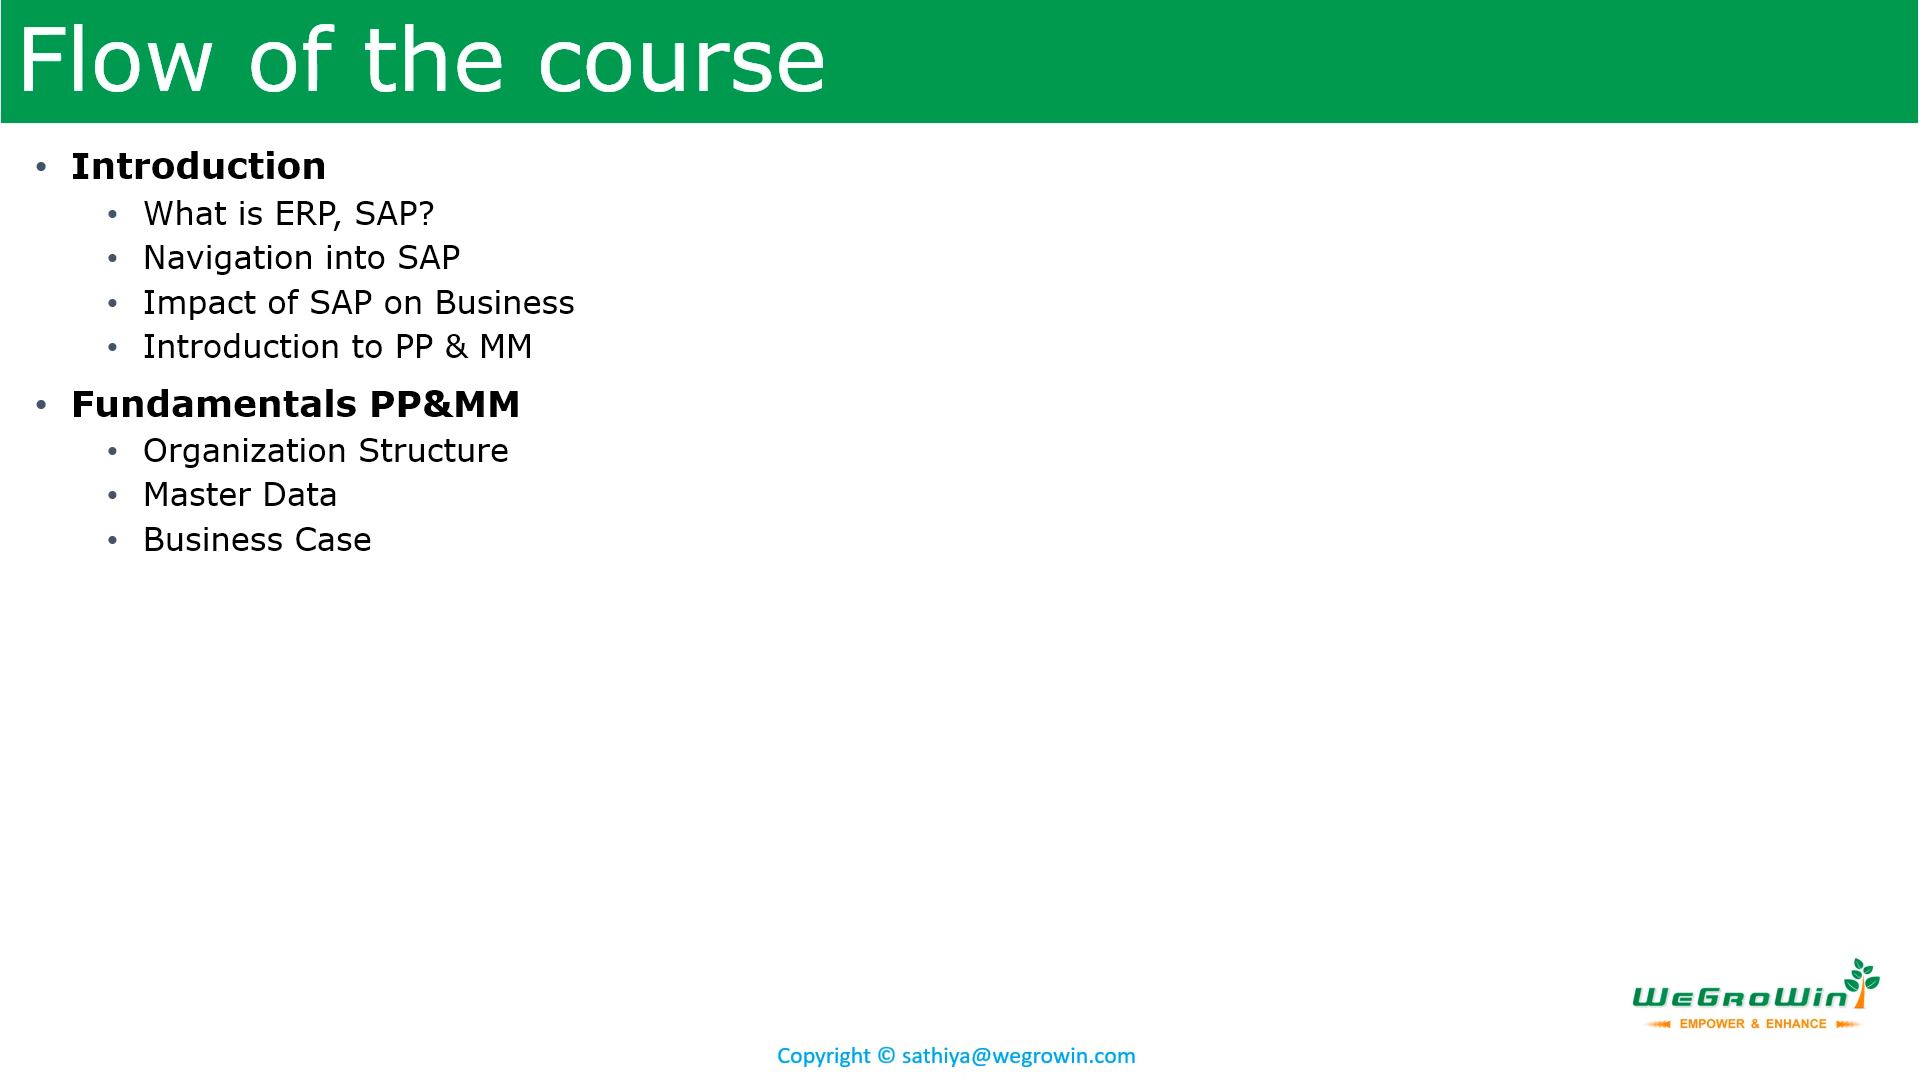 Flow of the course
• Introduction
• What is ERP, SAP?
• Navigation into SAP
• Impact of SAP on Business
• Introduction to PP & MM
• Fundamentals PP&MM
• Organization Structure
• Master Data
• Business Case
WeGroWin
EMPOWER & ENHANCE
Copyright © sathiya@wegrowin.com